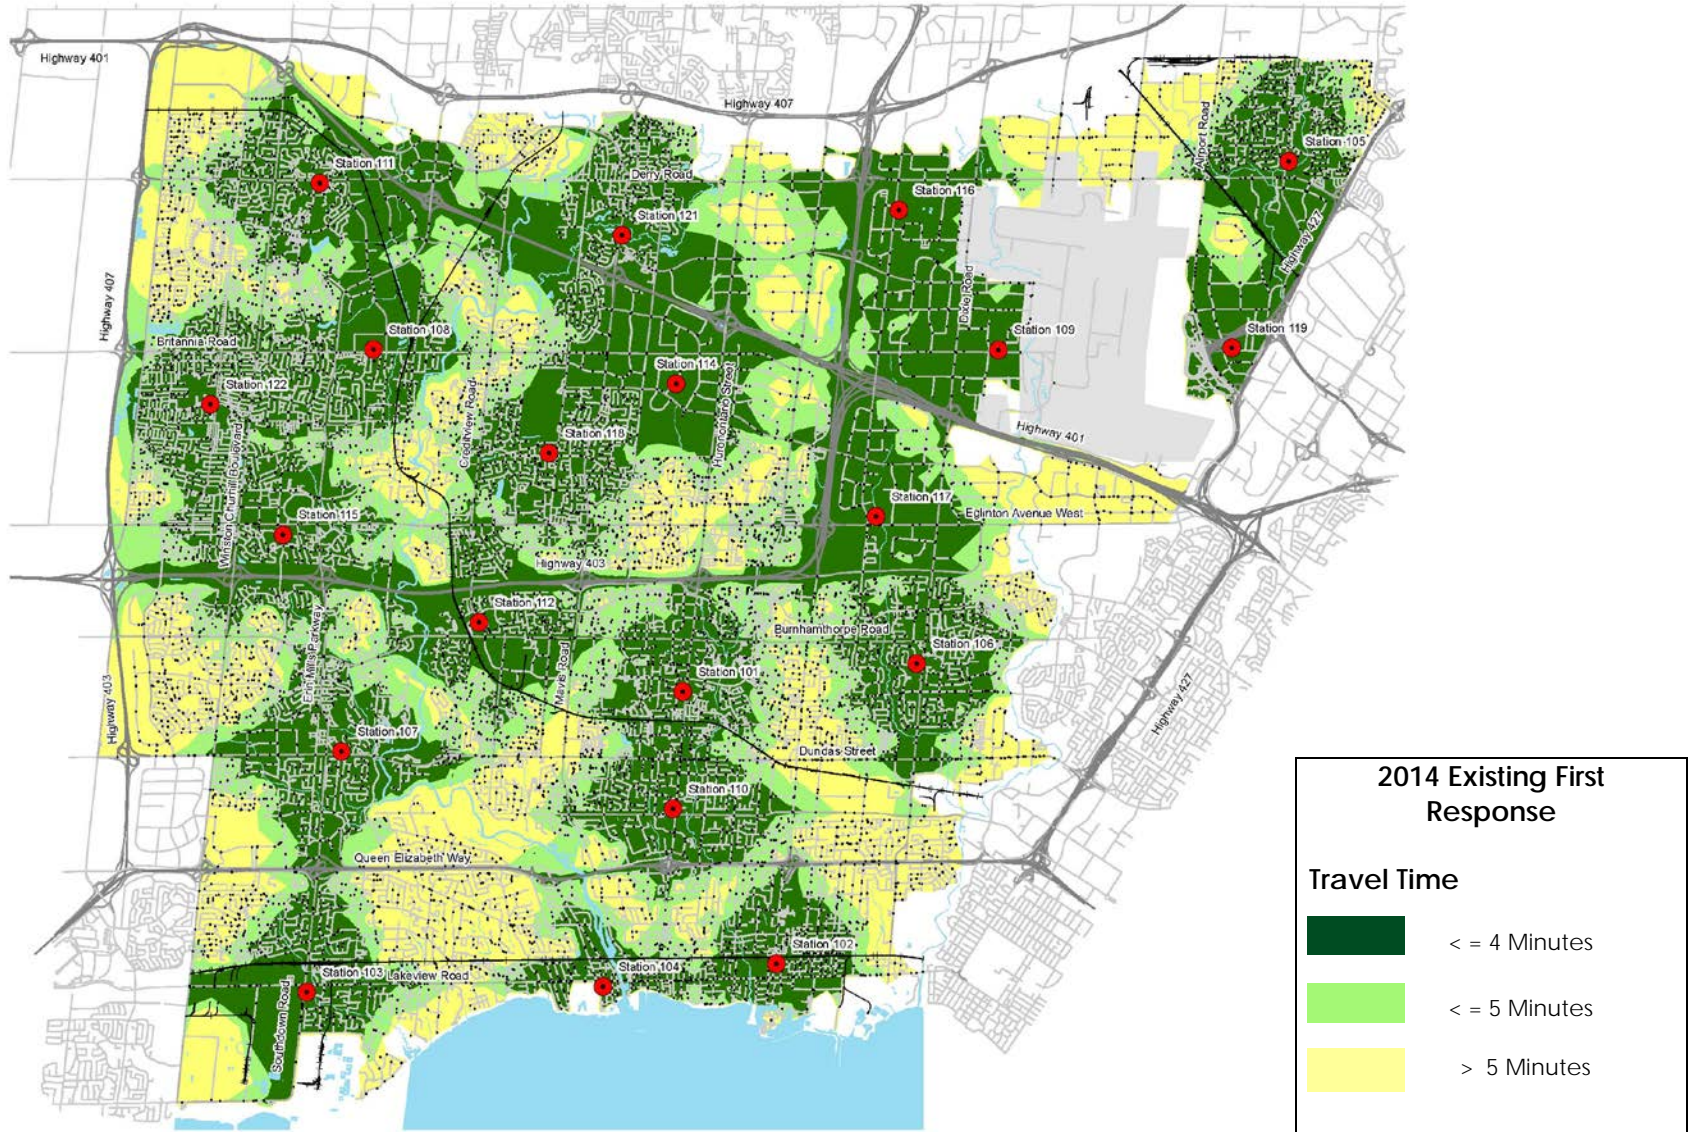 Highway 401
Highway 407
Airport Road
Station 105
Station 111
Derry Road
Station 116
Station 121
Highway 427
Dixie Road
Highway 407
Station 108
Station 109
Station 119
Britannia Road
Station 114
Station 122
Creditview Road
Hurontario Street
Station 118
Highway 401
Winston Churchill Boulevard
Station 117
Station 115
Eglinton Avenue West
Highway 403
Station 112
Erin Mills Parkway
Burnhamthorpe Road
Station 106
Mavis Road
Station 101
Highway 403
Highway 427
Station 107
Dundas Street
Station 110
Queen Elizabeth Way
Station 102
Station 103
Lakeview Road
Station 104
Southdown Road
2014 Existing First
Response
Travel Time
< = 4 Minutes
< = 5 Minutes
> 5 Minutes